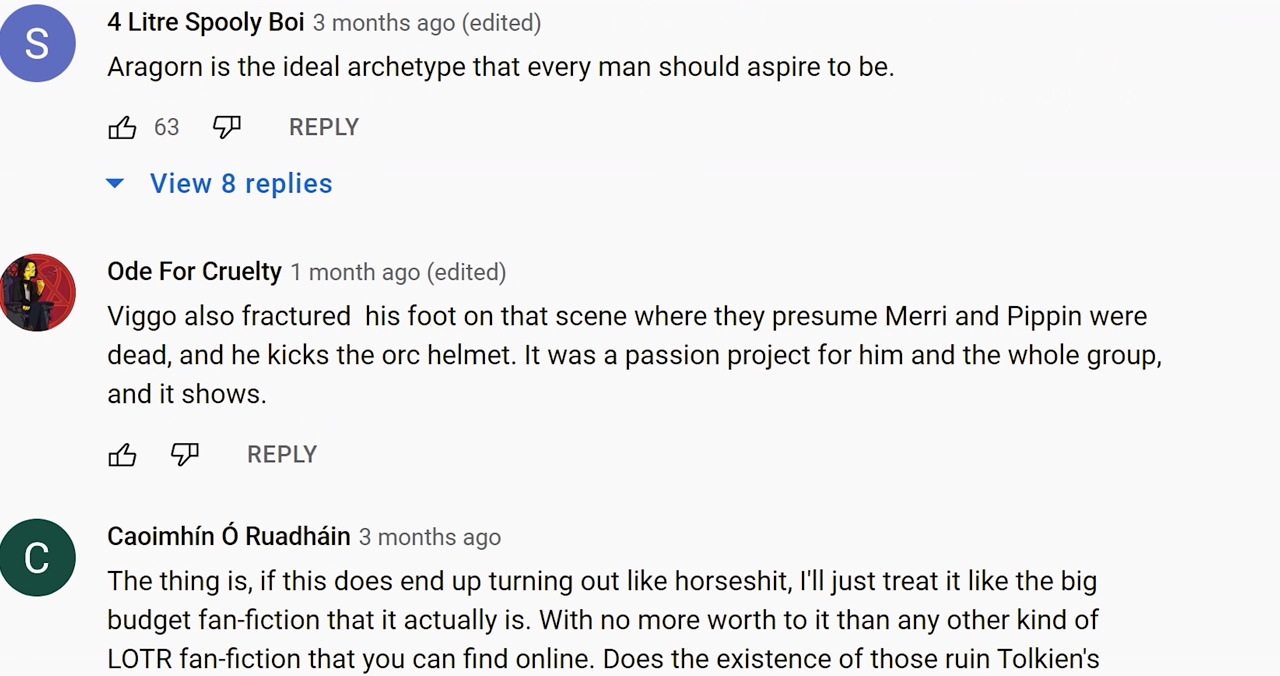 S
4 Litre Spooly Boi 3 months ago (edited)
Aragorn is the ideal archetype that every man should aspire to be.
63 REPLY
View 8 replies
Ode For Cruelty 1 month ago (edited)
Viggo also fractured  his foot on that scene where they presume Merri and Pippin were
dead, and he kicks the orc helmet. It was a passion project for him and the whole group,
and it shows.
REPLY
C
Caoimhín Ó Ruadháin 3 months ago
The thing is, if this does end up turning out like horseshit, I'll just treat it like the big
budget fan-fiction that it actually is. With no more worth to it than any other kind of
LOTR fan-fiction that you can find online. Does the existence of those ruin Tolkien's